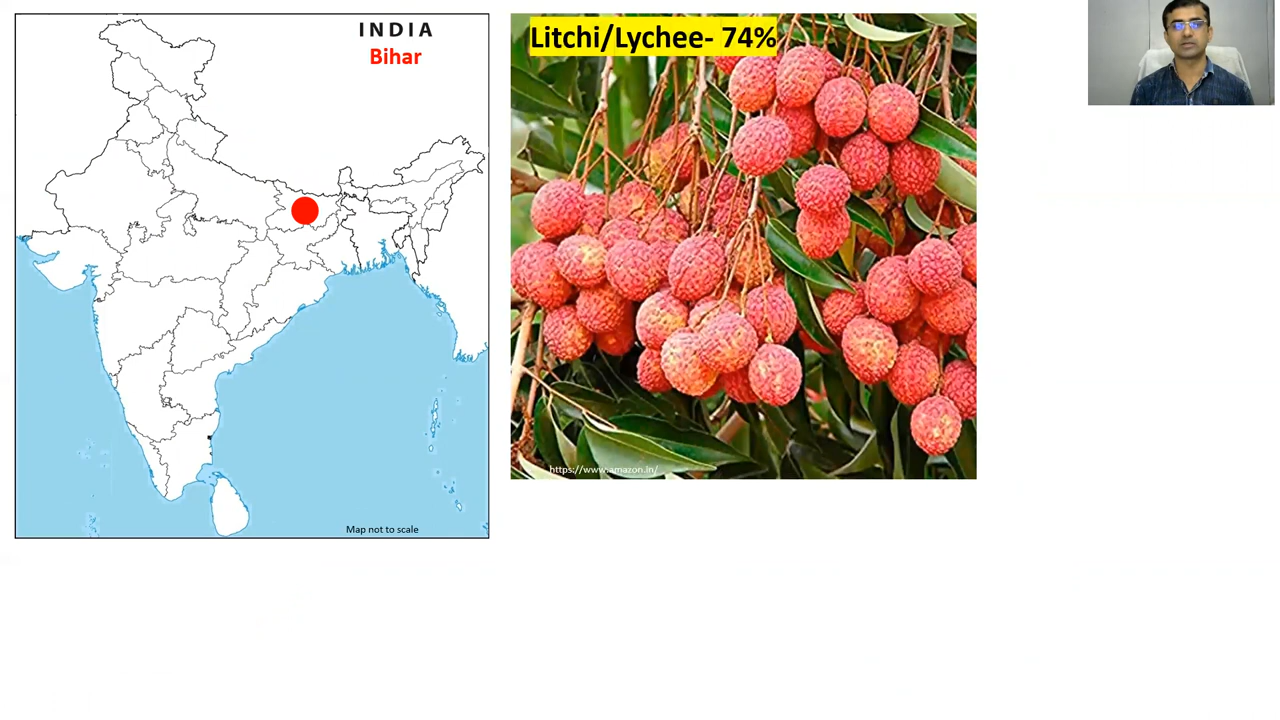 INDIA
Bihar
Map not to scale
Litchi/Lychee- 74%
https://www.amazon.in/